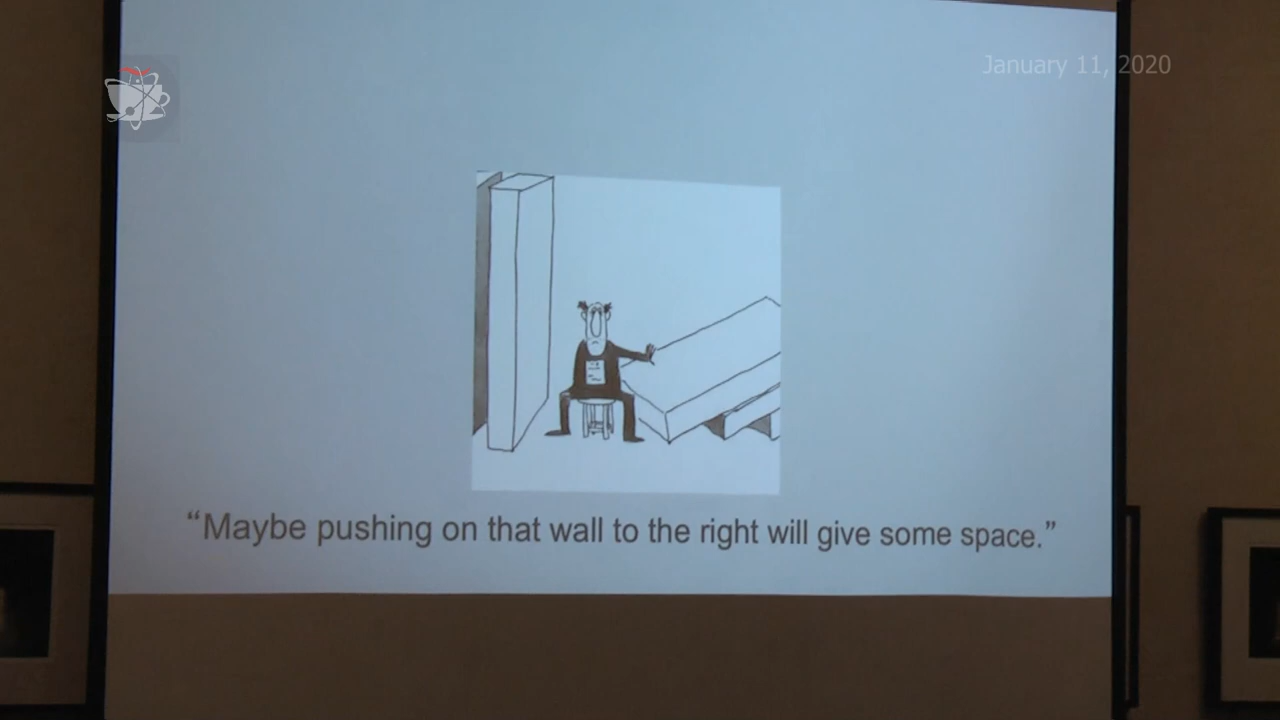 January 11, 2020
“Maybe pushing on that wall to the right will give some space.”